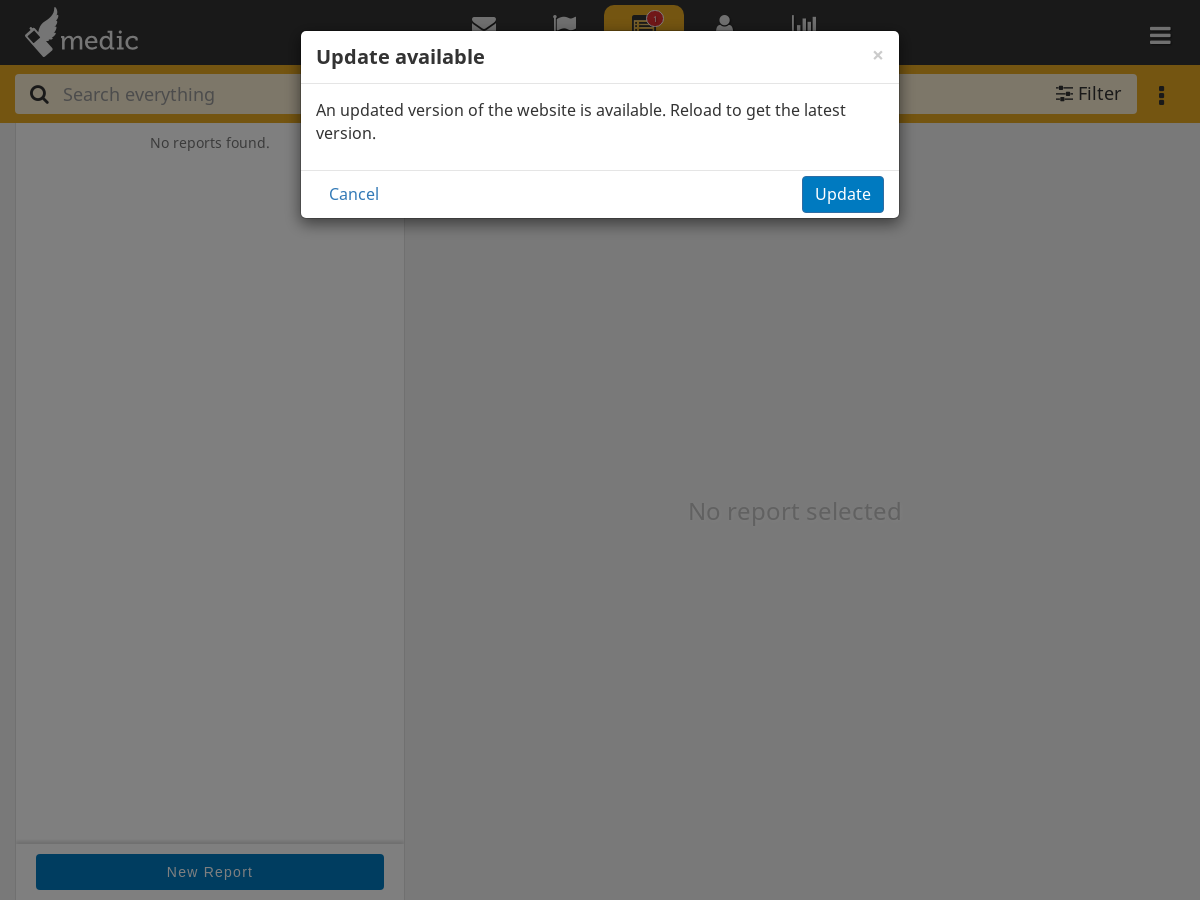 medic
1
Update available
×
An updated version of the website is available. Reload to get the latest
version.
Cancel
Update
Search everything
Filter
No reports found.
No report selected
New Report